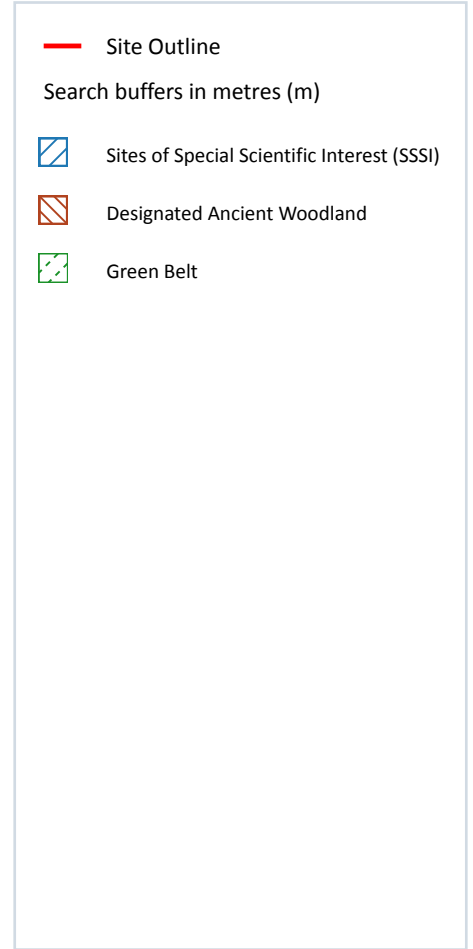 Site Outline
Search buffers in metres (m)
Sites of Special Scientific Interest (SSSI)
Designated Ancient Woodland
Green Belt